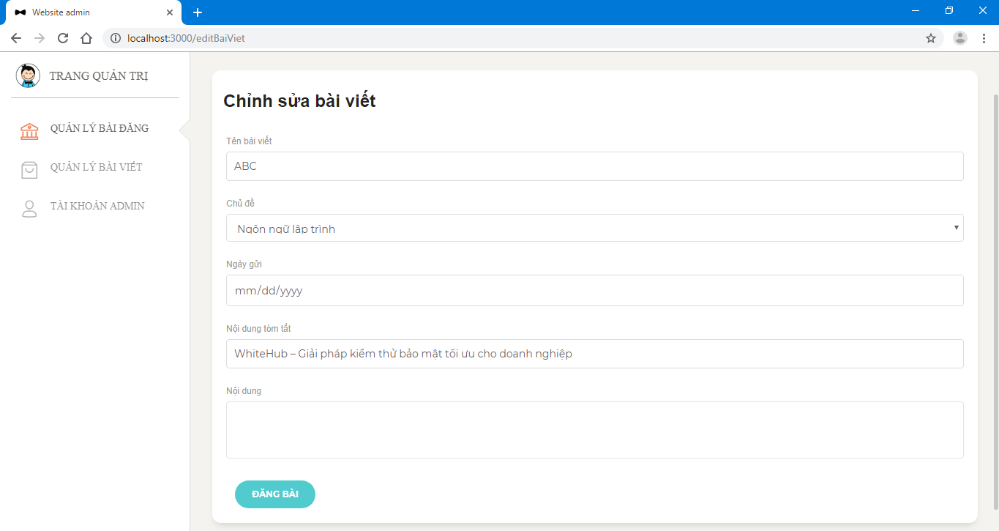 Website admin
localhost:3000/editBaiViet
TRANG QUẢN TRỊ
QUẢN LÝ BÀI ĐĂNG
QUẢN LÝ BÀI VIẾT
TÀI KHOẢN ADMIN
Chỉnh sửa bài viết
Tên bài viết
ABC
Chủ đề
Ngôn ngữ lập trình
Ngày gửi
mm/dd/yyyy
Nội dung tóm tắt
WhiteHub – Giải pháp kiểm thử bảo mật tối ưu cho doanh nghiệp
Nội dung
ĐĂNG BÀI